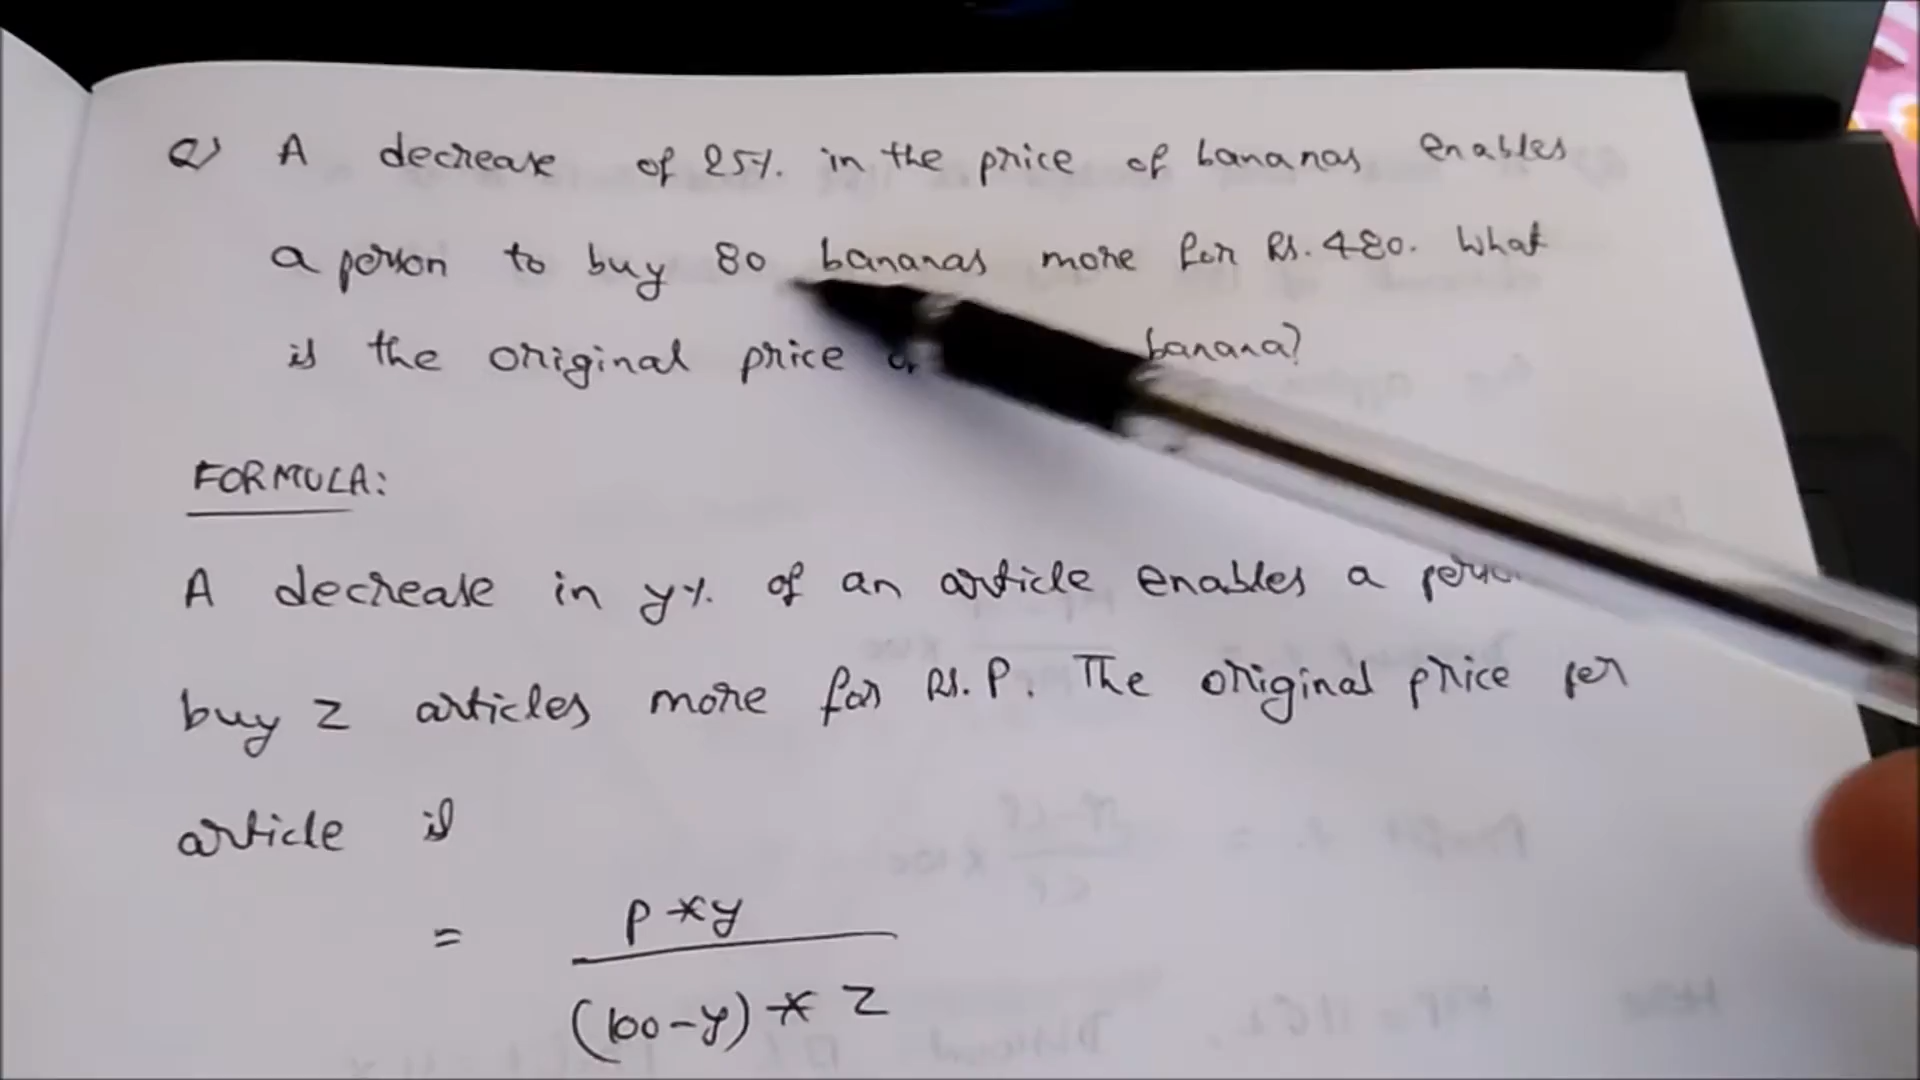 Q) A decrease of 25% in the price of bananas enables
a person to buy 80 bananas more for Rs. 480. What
is the original price banana?
FORMULA:
A decrease in y% of an article enables a
buy z articles more for Rs. P. The original price per
article is
= P * y
(100 - y) * z